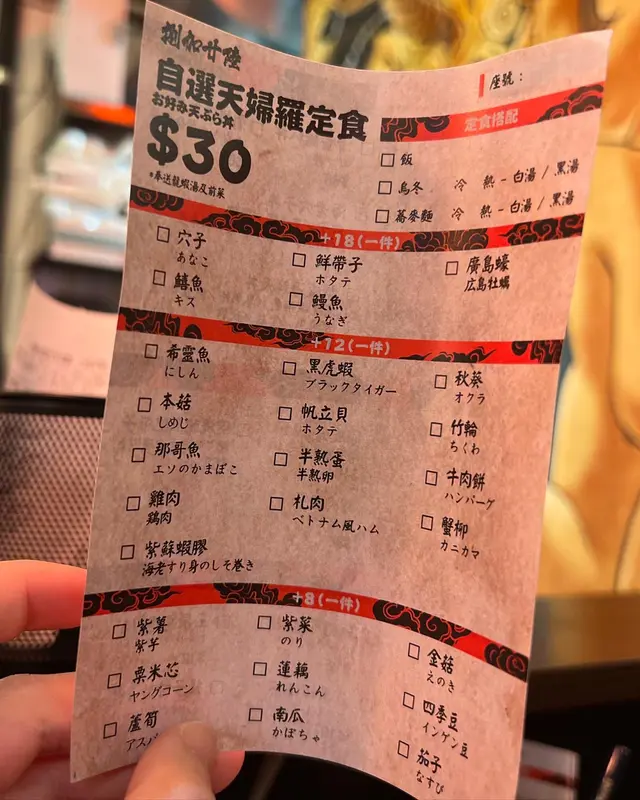 捌伽廿陸
自選天婦羅定食
お好み天ぷら丼
$30
*奉送龍蝦湯及前菜
座號：
定食搭配
□ 飯
□ 烏冬 冷 熱 - 白湯 / 黑湯
□ 蕎麥麵 冷 熱 - 白湯 / 黑湯
+18(一件)
□ 穴子 □ 鮮帶子 □ 廣島蠔
あなこ ホタテ 広島牡蠣
□ 鱚魚 □ 鰻魚
キス うなぎ
+12(一件)
□ 希靈魚 □ 黑虎蝦 □ 秋葵
にしん ブラックタイガー オクラ
□ 本菇 □ 帆立貝 □ 竹輪
しめじ ホタテ ちくわ
□ 那哥魚 □ 半熟蛋 □ 牛肉餅
エソのかまぼこ 半熟卵 ハンバーグ
□ 雞肉 □ 札肉 □ 蟹柳
鶏肉 ベトナム風ハム カニカマ
□ 紫蘇蝦膠
海老すり身のしそ巻き
+8(一件)
□ 紫薯 □ 紫菜 □ 金菇
紫芋 のり えのき
□ 粟米芯 □ 蓮藕 □ 四季豆
ヤングコーン れんこん インゲン豆
□ 蘆筍 □ 南瓜 □ 茄子
アスパ かぼちゃ なすび